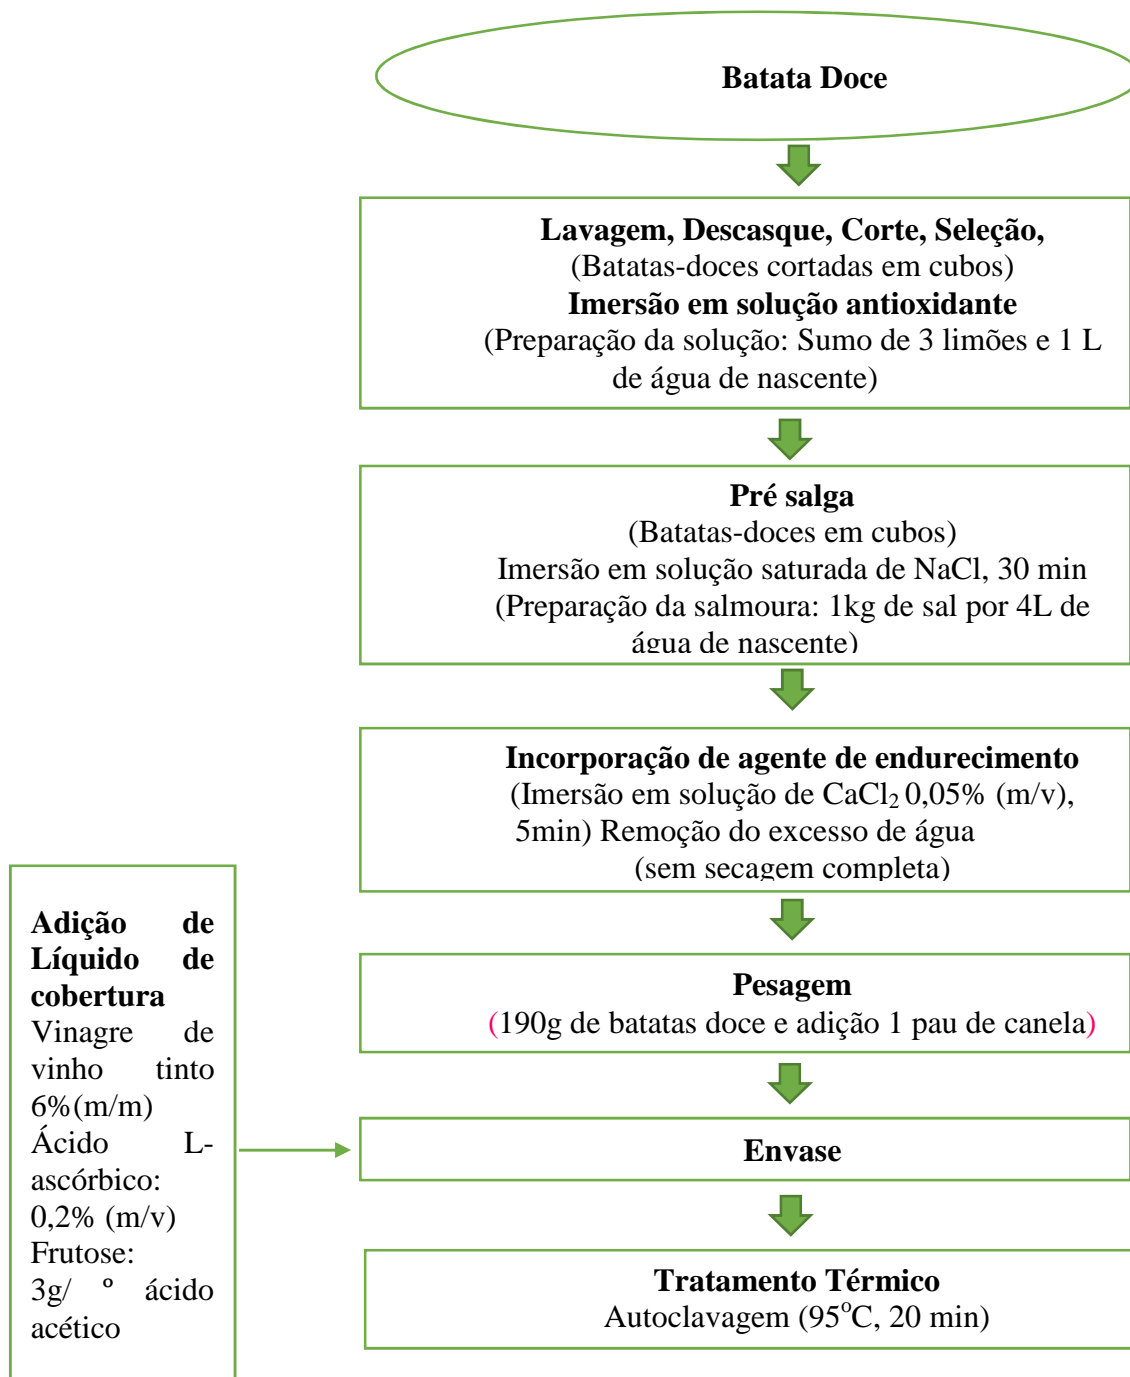 Batata Doce
Lavagem, Descasque, Corte, Seleção,
(Batatas-doces cortadas em cubos)
Imersão em solução antioxidante
(Preparação da solução: Sumo de 3 limões e 1 L
de água de nascente)
Pré salga
(Batatas-doces em cubos)
Imersão em solução saturada de NaCl, 30 min
(Preparação da salmoura: 1kg de sal por 4L de
água de nascente)
Incorporação de agente de endurecimento
(Imersão em solução de CaCl₂ 0,05% (m/v),
5min) Remoção do excesso de água
(sem secagem completa)
Pesagem
(190g de batatas doce e adição 1 pau de canela)
Adição de
Líquido de
cobertura
Vinagre de
vinho tinto
6%(m/m)
Ácido L-
ascórbico:
0,2% (m/v)
Frutose:
3g/ º ácido
acético
Envase
Tratamento Térmico
Autoclavagem (95°C, 20 min)